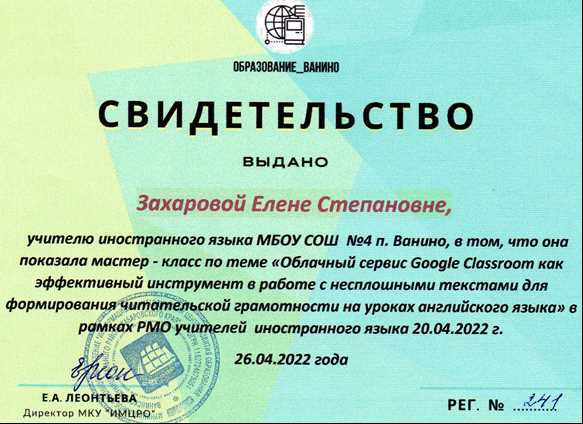 ОБРАЗОВАНИЕ_ВАНИНО
СВИДЕТЕЛЬСТВО
ВЫДАНО
Захаровой Елене Степановне,
учителю иностранного языка МБОУ СОШ №4 п. Ванино, в том, что она
показала мастер - класс по теме «Облачный сервис Google Classroom как
эффективный инструмент в работе с несплошными текстами для
формирования читательской грамотности на уроках английского языка» в
рамках РМО учителей иностранного языка 20.04.2022 г.
26.04.2022 года
Е.А. ЛЕОНТЬЕВА
Директор МКУ "ИМЦРО"
РЕГ. № 241